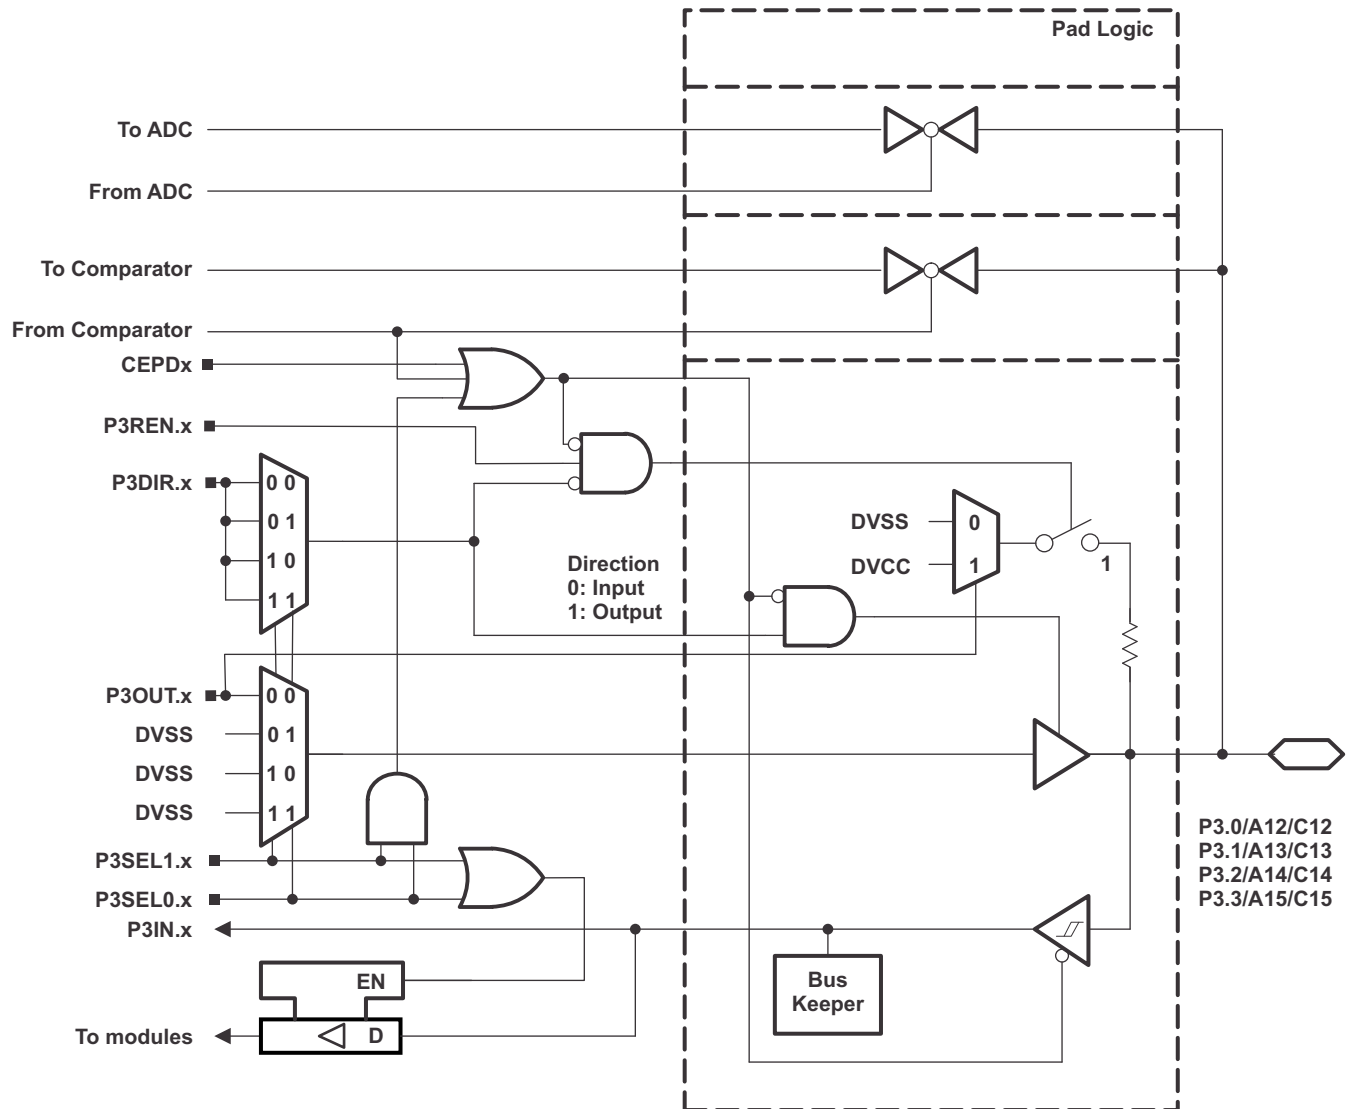 Pad Logic
To ADC
From ADC
To Comparator
From Comparator
CEPDx
P3REN.x
P3DIR.x
0 0
0 1
1 0
1 1
Direction
0: Input
1: Output
DVSS
DVCC
0
1
1
P3OUT.x
DVSS
DVSS
DVSS
0 0
0 1
1 0
1 1
P3SEL1.x
P3SEL0.x
P3IN.x
EN
D
To modules
Bus
Keeper
P3.0/A12/C12
P3.1/A13/C13
P3.2/A14/C14
P3.3/A15/C15